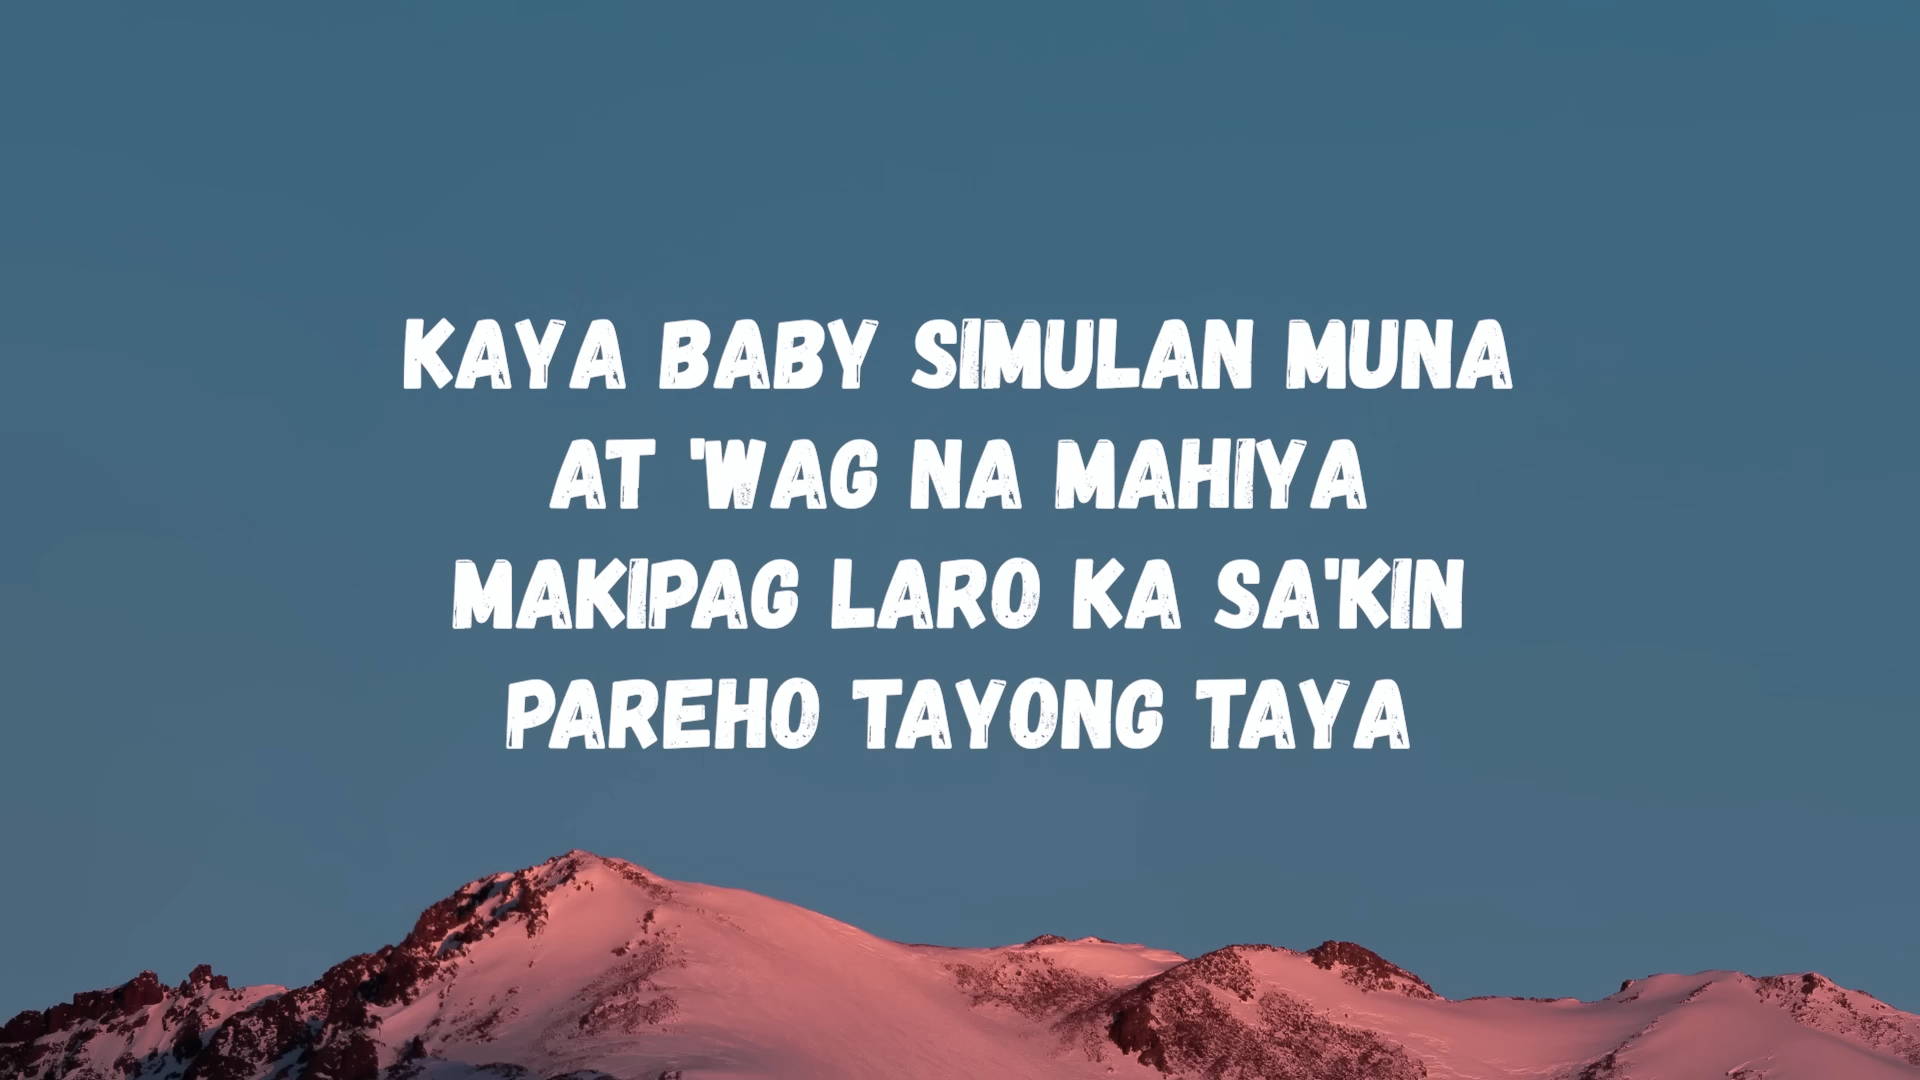 KAYA BABY SIMULAN MUNA
AT 'WAG NA MAHIYA
MAKIPAG LARO KA SA'KIN
PAREHO TAYONG TAYA